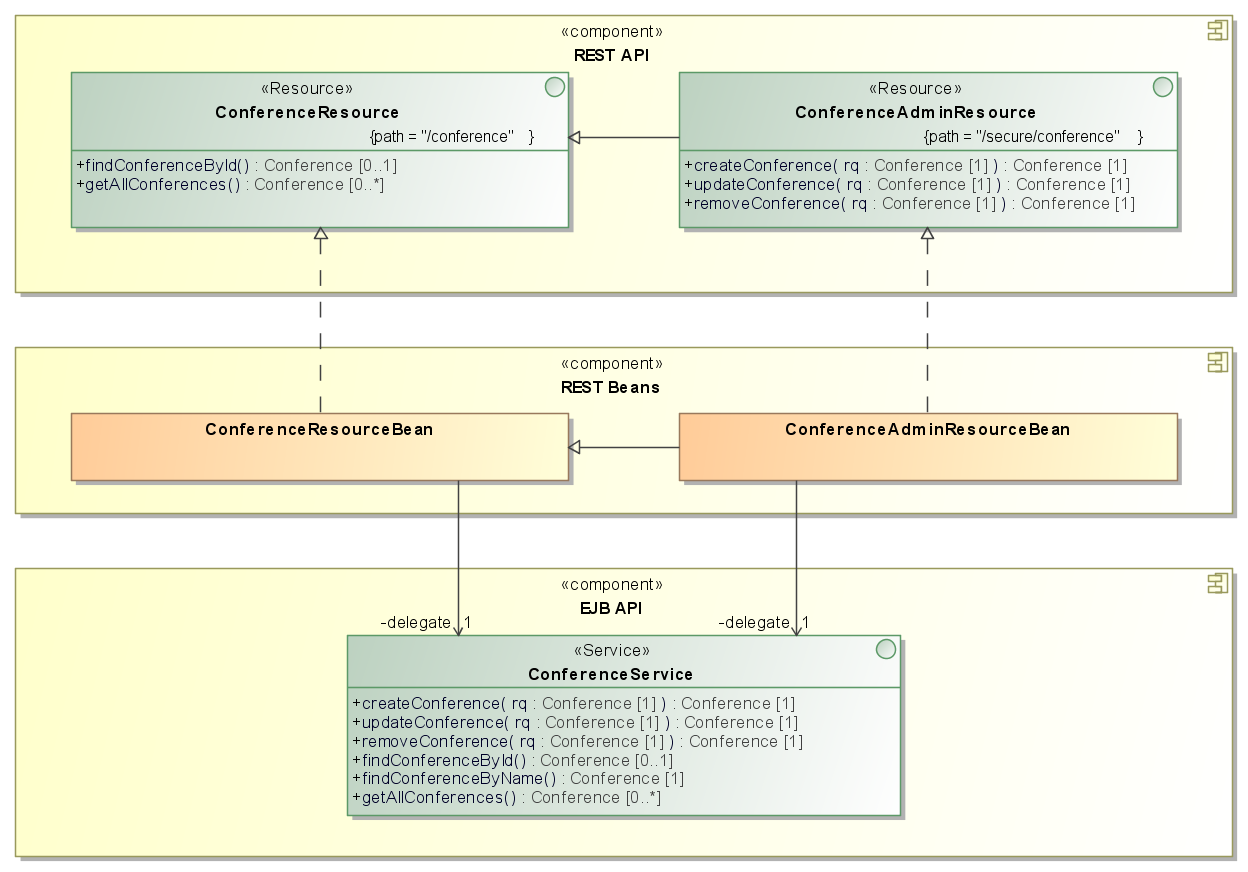 «component»
REST API
«Resource»
ConferenceResource
{path = "/conference" }
+findConferenceById() : Conference [0..1]
+getAllConferences() : Conference [0..*]
«Resource»
ConferenceAdminResource
{path = "/secure/conference" }
+createConference( rq : Conference [1] ) : Conference [1]
+updateConference( rq : Conference [1] ) : Conference [1]
+removeConference( rq : Conference [1] ) : Conference [1]
«component»
REST Beans
ConferenceResourceBean
ConferenceAdminResourceBean
«component»
EJB API
-delegate 1
-delegate 1
«Service»
ConferenceService
+createConference( rq : Conference [1] ) : Conference [1]
+updateConference( rq : Conference [1] ) : Conference [1]
+removeConference( rq : Conference [1] ) : Conference [1]
+findConferenceById() : Conference [0..1]
+findConferenceByName() : Conference [1]
+getAllConferences() : Conference [0..*]